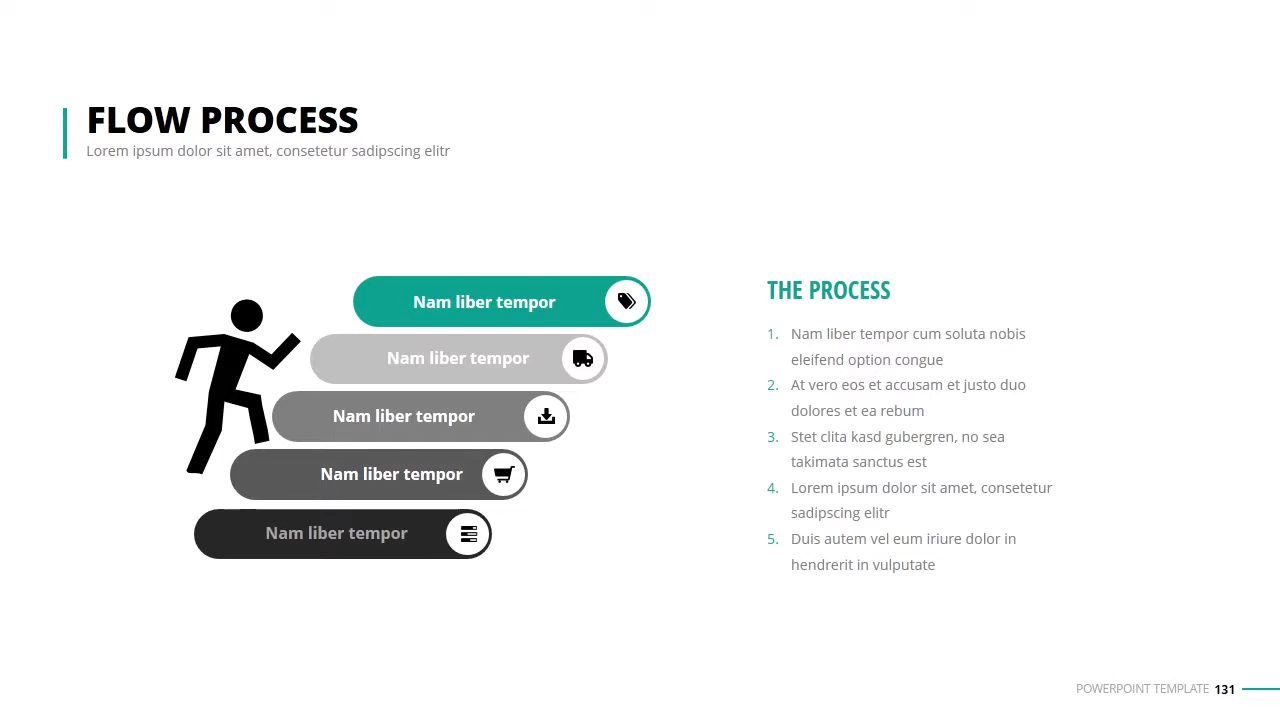 FLOW PROCESS
Lorem ipsum dolor sit amet, consetetur sadipscing elitr
Nam liber tempor
Nam liber tempor
Nam liber tempor
Nam liber tempor
Nam liber tempor
THE PROCESS
1. Nam liber tempor cum soluta nobis
eleifend option congue
2. At vero eos et accusam et justo duo
dolores et ea rebum
3. Stet clita kasd gubergren, no sea
takimata sanctus est
4. Lorem ipsum dolor sit amet, consetetur
sadipscing elitr
5. Duis autem vel eum iriure dolor in
hendrerit in vulputate
POWERPOINT TEMPLATE 131